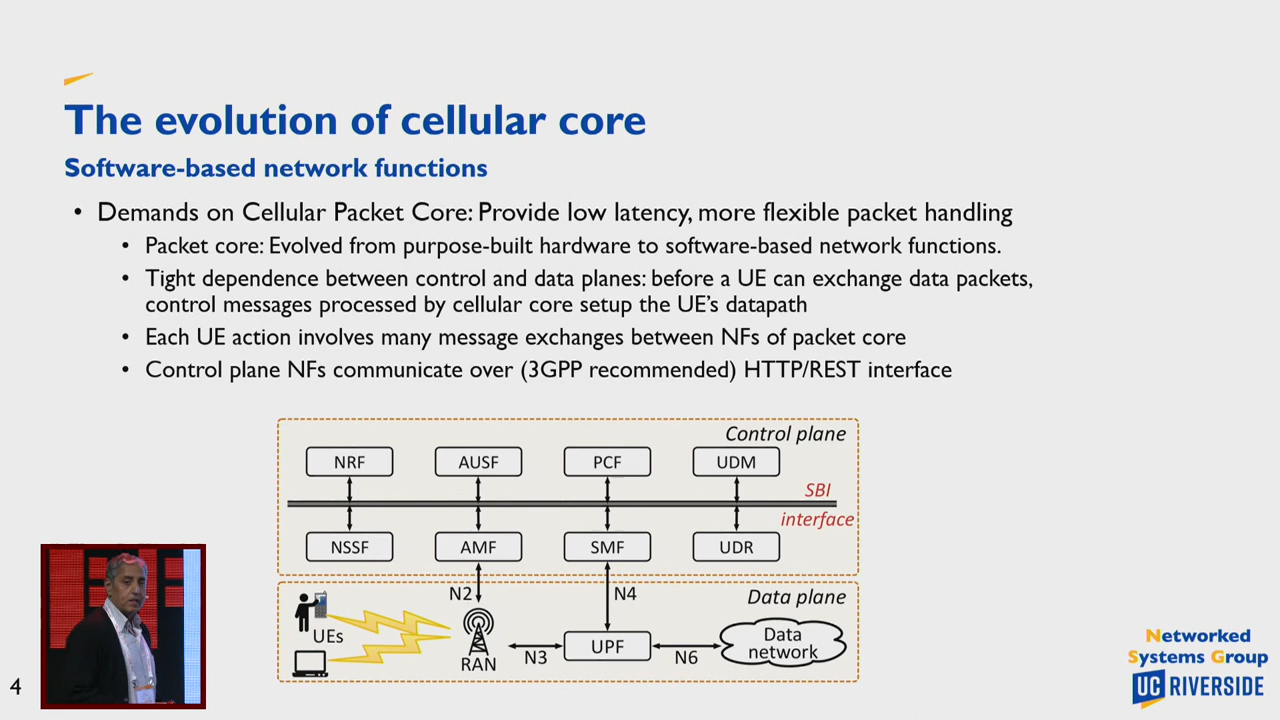 The evolution of cellular core
Software-based network functions
• Demands on Cellular Packet Core: Provide low latency, more flexible packet handling
• Packet core: Evolved from purpose-built hardware to software-based network functions.
• Tight dependence between control and data planes: before a UE can exchange data packets,
control messages processed by cellular core setup the UE's datapath
• Each UE action involves many message exchanges between NFs of packet core
• Control plane NFs communicate over (3GPP recommended) HTTP/REST interface
Control plane
NRF AUSF PCF UDM
SBI
interface
NSSF AMF SMF UDR
N2 N4 Data plane
UEs
RAN N3 UPF N6 Data
network
Networked
Systems Group
UC RIVERSIDE
4